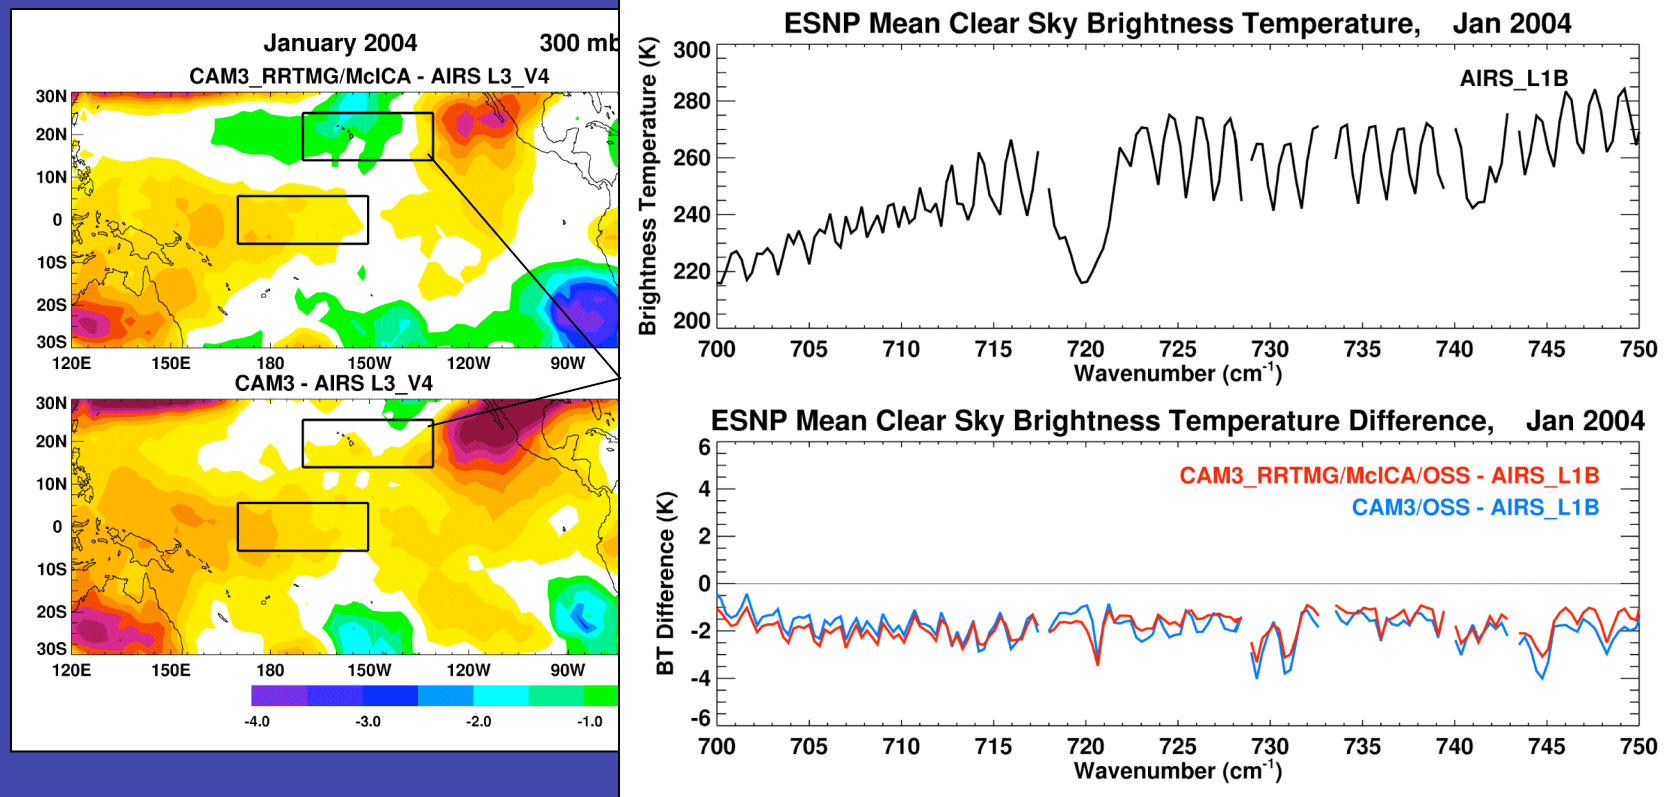 January 2004 300 mb
CAM3_RRTMG/McICA - AIRS L3_V4
30N
20N
10N
0
10S
20S
30S
120E 150E 180 150W 120W 90W
CAM3 - AIRS L3_V4
30N
20N
10N
0
10S
20S
30S
120E 150E 180 150W 120W 90W
-4.0 -3.0 -2.0 -1.0
ESNP Mean Clear Sky Brightness Temperature, Jan 2004
Brightness Temperature (K)
300
280
260
240
220
200
AIRS_L1B
700 705 710 715 720 725 730 735 740 745 750
Wavenumber (cm⁻¹)
ESNP Mean Clear Sky Brightness Temperature Difference, Jan 2004
BT Difference (K)
6
4
2
0
-2
-4
-6
CAM3_RRTMG/McICA/OSS - AIRS_L1B
CAM3/OSS - AIRS_L1B
700 705 710 715 720 725 730 735 740 745 750
Wavenumber (cm⁻¹)